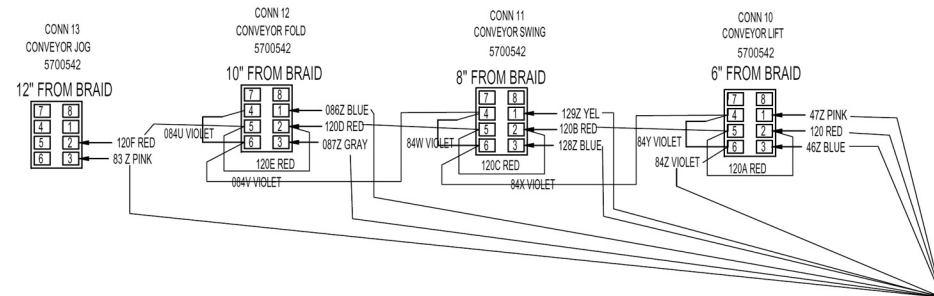 CONN 13
CONVEYOR JOG
5700542
12" FROM BRAID
7 8
4 1
5 2
6 3
120F RED
83 Z PINK
CONN 12
CONVEYOR FOLD
5700542
10" FROM BRAID
7 8
4 1
5 2
6 3
086Z BLUE
120D RED
087Z GRAY
084U VIOLET
120E RED
084V VIOLET
CONN 11
CONVEYOR SWING
5700542
8" FROM BRAID
7 8
4 1
5 2
6 3
129Z YEL
120B RED
128Z BLUE
84W VIOLET
120C RED
84X VIOLET
CONN 10
CONVEYOR LIFT
5700542
6" FROM BRAID
7 8
4 1
5 2
6 3
47Z PINK
120 RED
46Z BLUE
84Y VIOLET
84Z VIOLET
120A RED